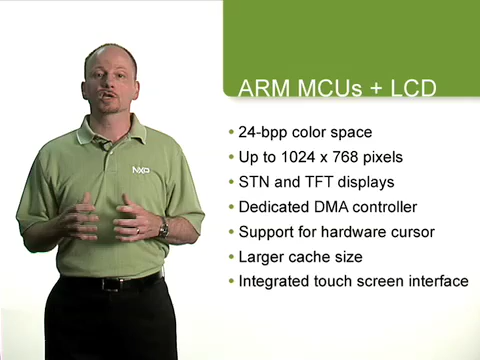 ARM MCUs + LCD
• 24-bpp color space
• Up to 1024 x 768 pixels
• STN and TFT displays
• Dedicated DMA controller
• Support for hardware cursor
• Larger cache size
• Integrated touch screen interface
NXP